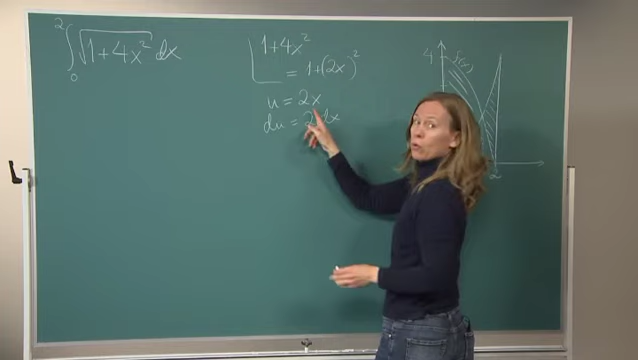 ∫₀² √(1+4x²) dx
1+4x²
= 1+(2x)²
u = 2x
du = 2 dx
4
f(x)
2